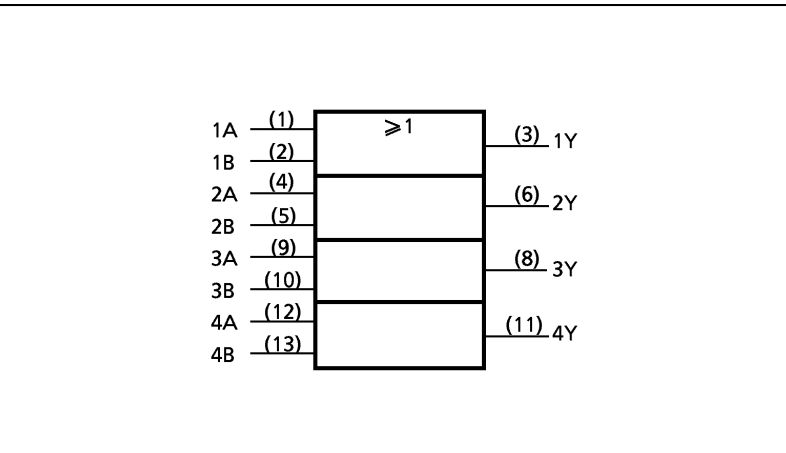 1A (1) ⩾1 (3) 1Y
1B (2)
2A (4) (6) 2Y
2B (5)
3A (9) (8) 3Y
3B (10)
4A (12) (11) 4Y
4B (13)